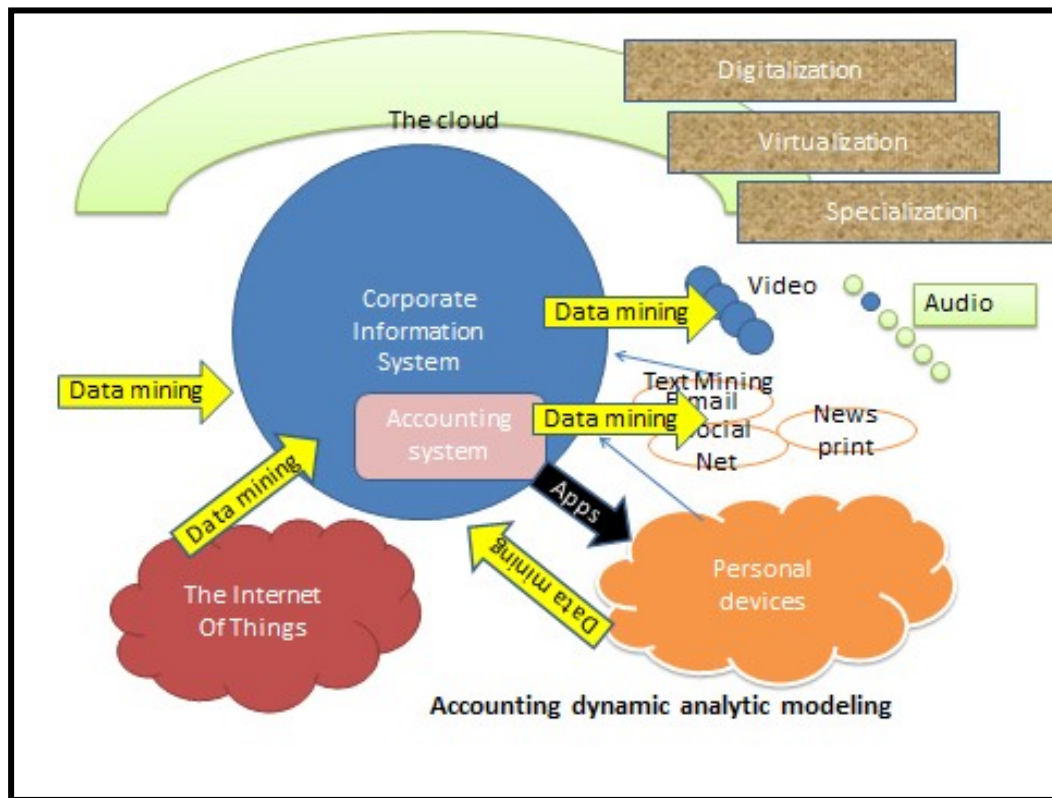 Digitalization
The cloud
Virtualization
Specialization
Video
Audio
Corporate
Information
System
Data mining
Data mining
Text Mining
Email
Data mining
News
print
Social
Net
Accounting
system
Data mining
Apps
Data mining
Personal
devices
The Internet
Of Things
Accounting dynamic analytic modeling